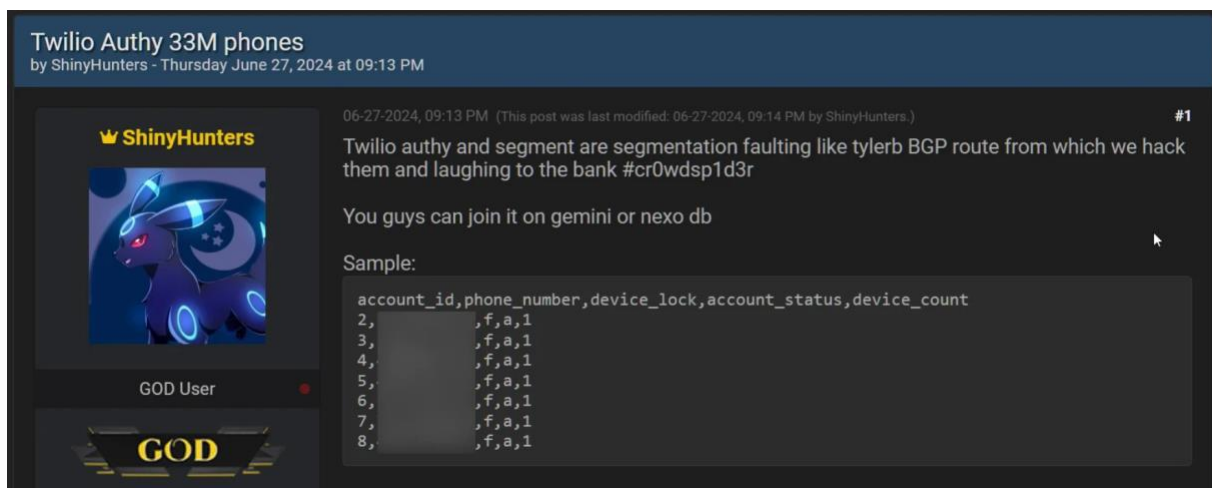 Twilio Authy 33M phones
by ShinyHunters - Thursday June 27, 2024 at 09:13 PM
ShinyHunters
GOD User
GOD
06-27-2024, 09:13 PM (This post was last modified: 06-27-2024, 09:14 PM by ShinyHunters.)
#1
Twilio authy and segment are segmentation faulting like tylerb BGP route from which we hack
them and laughing to the bank #cr0wdsp1d3r
You guys can join it on gemini or nexo db
Sample:
account_id,phone_number,device_lock,account_status,device_count
2, ,f,a,1
3, ,f,a,1
4, ,f,a,1
5, ,f,a,1
6, ,f,a,1
7, ,f,a,1
8, ,f,a,1